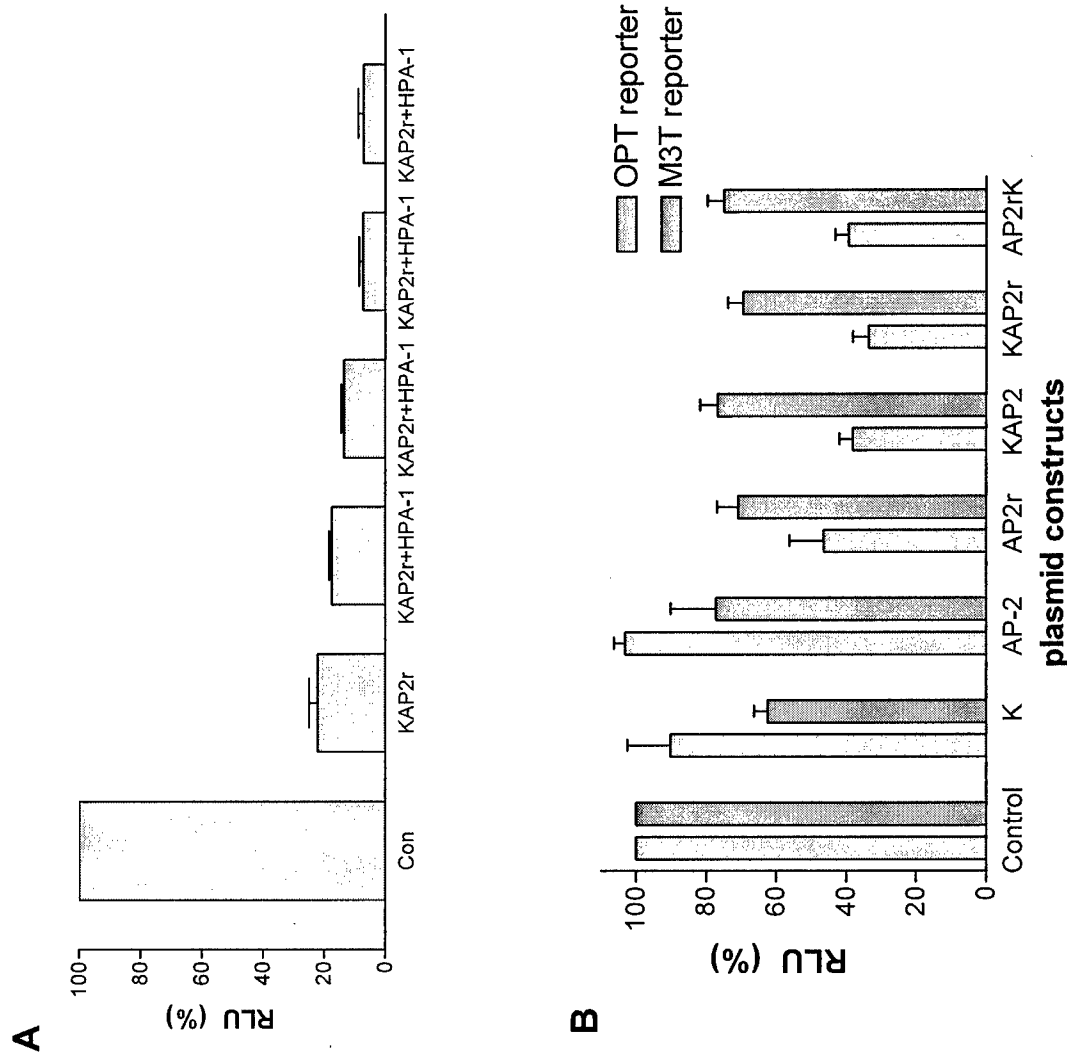 A
RLU (%)
100
80
60
40
20
0
Con
KAP2r
KAP2r+HPA-1
KAP2r+HPA-1
KAP2r+HPA-1
KAP2r+HPA-1
B
OPT reporter
M3T reporter
RLU (%)
100
80
60
40
20
0
Control
K
AP-2
AP2r
KAP2
KAP2r
AP2rK
plasmid constructs